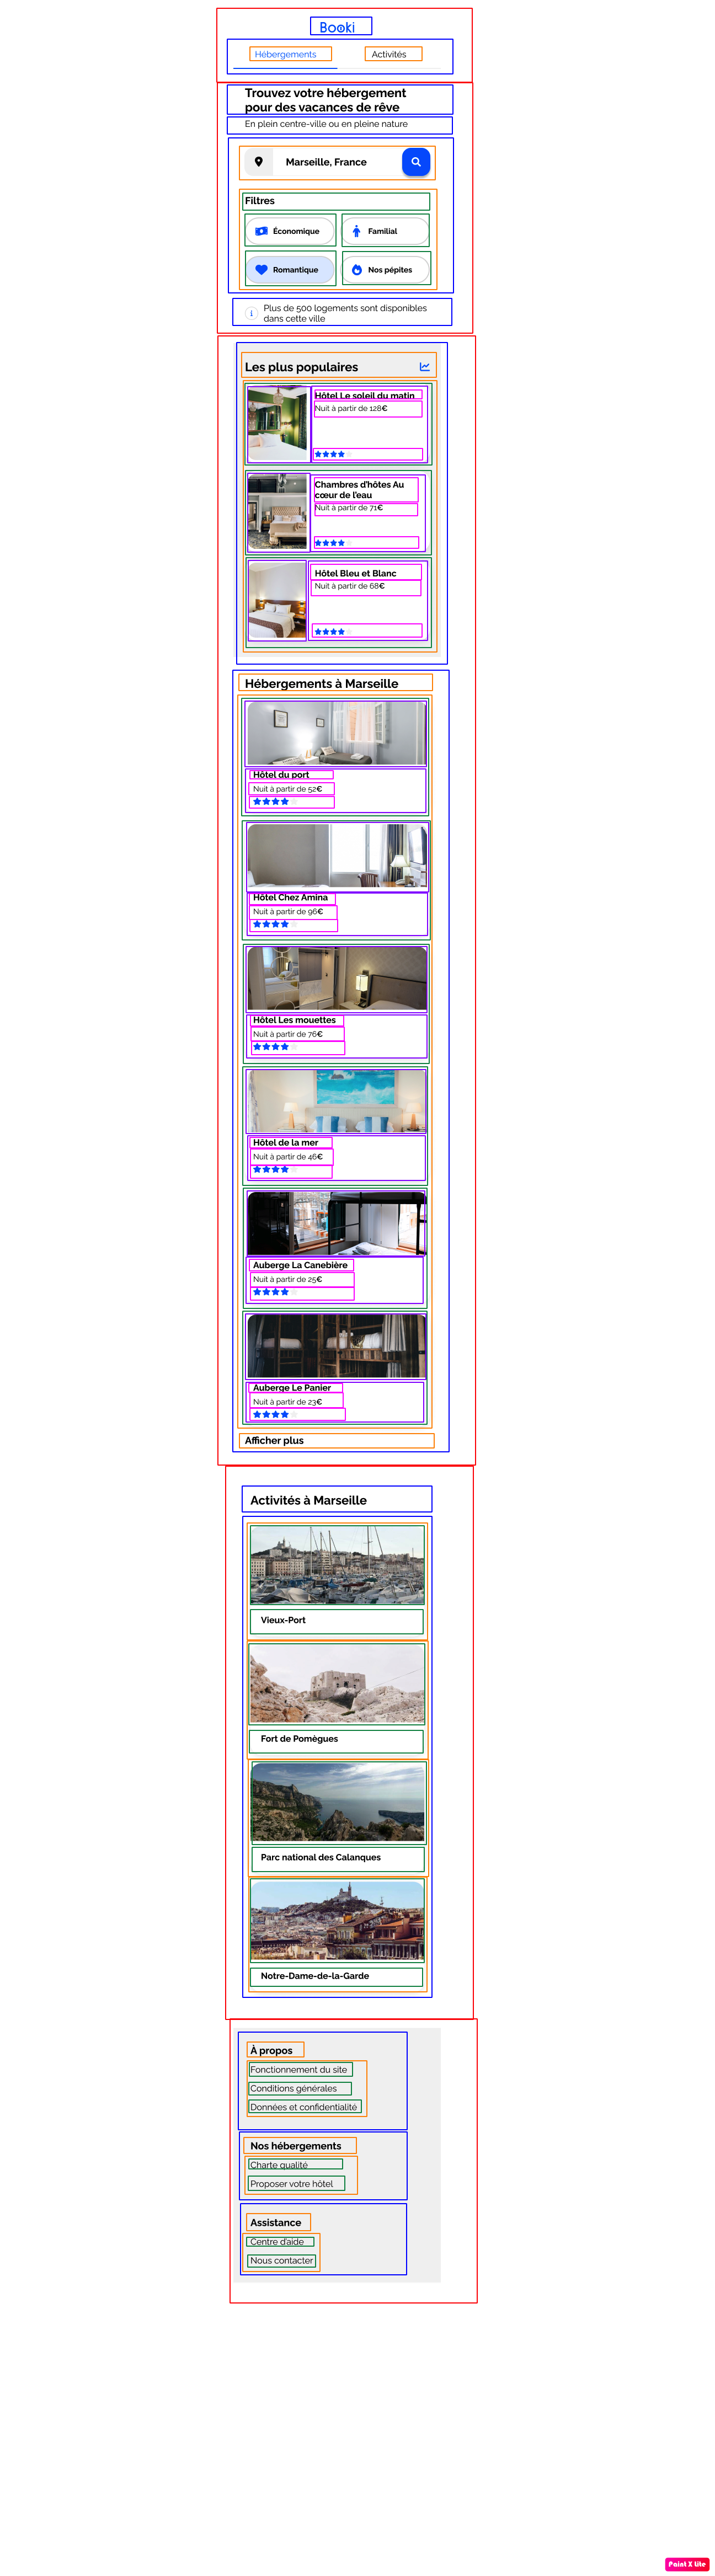 Booki
Hébergements
Activités
Trouvez votre hébergement
pour des vacances de rêve
En plein centre-ville ou en pleine nature
Marseille, France
Filtres
Économique
Familial
Romantique
Nos pépites
Plus de 500 logements sont disponibles
dans cette ville
Les plus populaires
Hôtel Le soleil du matin
Nuit à partir de 128€
Chambres d'hôtes Au
cœur de l'eau
Nuit à partir de 71€
Hôtel Bleu et Blanc
Nuit à partir de 68€
Hébergements à Marseille
Hôtel du port
Nuit à partir de 52€
Hôtel Chez Amina
Nuit à partir de 96€
Hôtel Les mouettes
Nuit à partir de 76€
Hôtel de la mer
Nuit à partir de 46€
Auberge La Canebière
Nuit à partir de 25€
Auberge Le Panier
Nuit à partir de 23€
Afficher plus
Activités à Marseille
Vieux-Port
Fort de Pomègues
Parc national des Calanques
Notre-Dame-de-la-Garde
À propos
Fonctionnement du site
Conditions générales
Données et confidentialité
Nos hébergements
Charte qualité
Proposer votre hôtel
Assistance
Centre d'aide
Nous contacter
Paint X lite